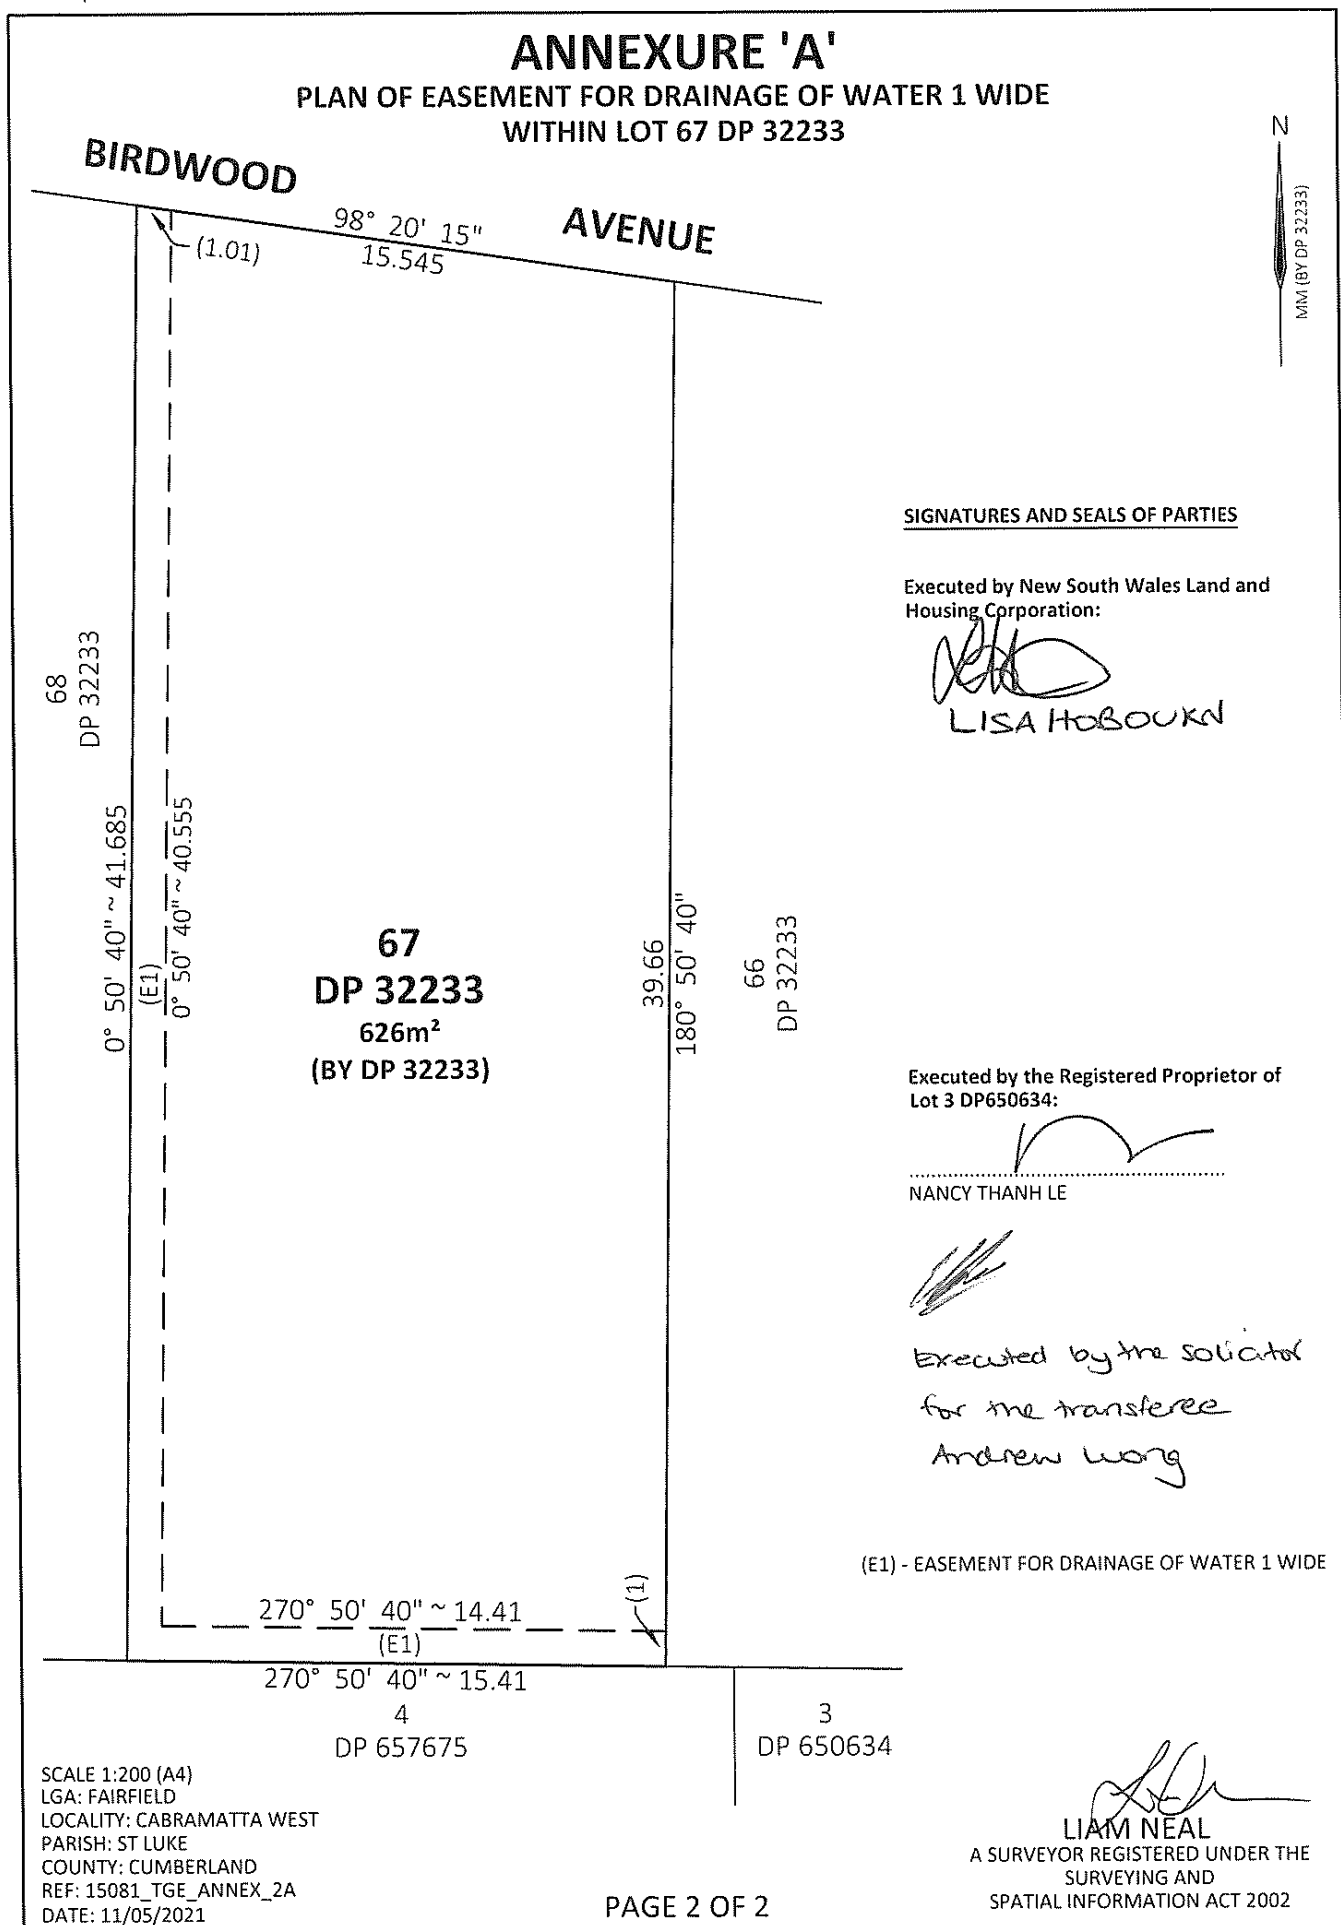 ANNEXURE 'A'
PLAN OF EASEMENT FOR DRAINAGE OF WATER 1 WIDE
WITHIN LOT 67 DP 32233
N
MM (BY DP 32233)
BIRDWOOD AVENUE
98° 20' 15"
15.545
(1.01)
68
DP 32233
0° 50' 40" ~ 41.685
(E1)
0° 50' 40" ~ 40.555
67
DP 32233
626m²
(BY DP 32233)
39.66
180° 50' 40"
66
DP 32233
(1)
270° 50' 40" ~ 14.41
(E1)
270° 50' 40" ~ 15.41
4
DP 657675
3
DP 650634
SIGNATURES AND SEALS OF PARTIES
Executed by New South Wales Land and
Housing Corporation:
LISA HOBOUKN
Executed by the Registered Proprietor of
Lot 3 DP650634:
NANCY THANH LE
Executed by the solicitor
for the transferee
Andrew Wong
(E1) - EASEMENT FOR DRAINAGE OF WATER 1 WIDE
SCALE 1:200 (A4)
LGA: FAIRFIELD
LOCALITY: CABRAMATTA WEST
PARISH: ST LUKE
COUNTY: CUMBERLAND
REF: 15081_TGE_ANNEX_2A
DATE: 11/05/2021
PAGE 2 OF 2
LIAM NEAL
A SURVEYOR REGISTERED UNDER THE
SURVEYING AND
SPATIAL INFORMATION ACT 2002